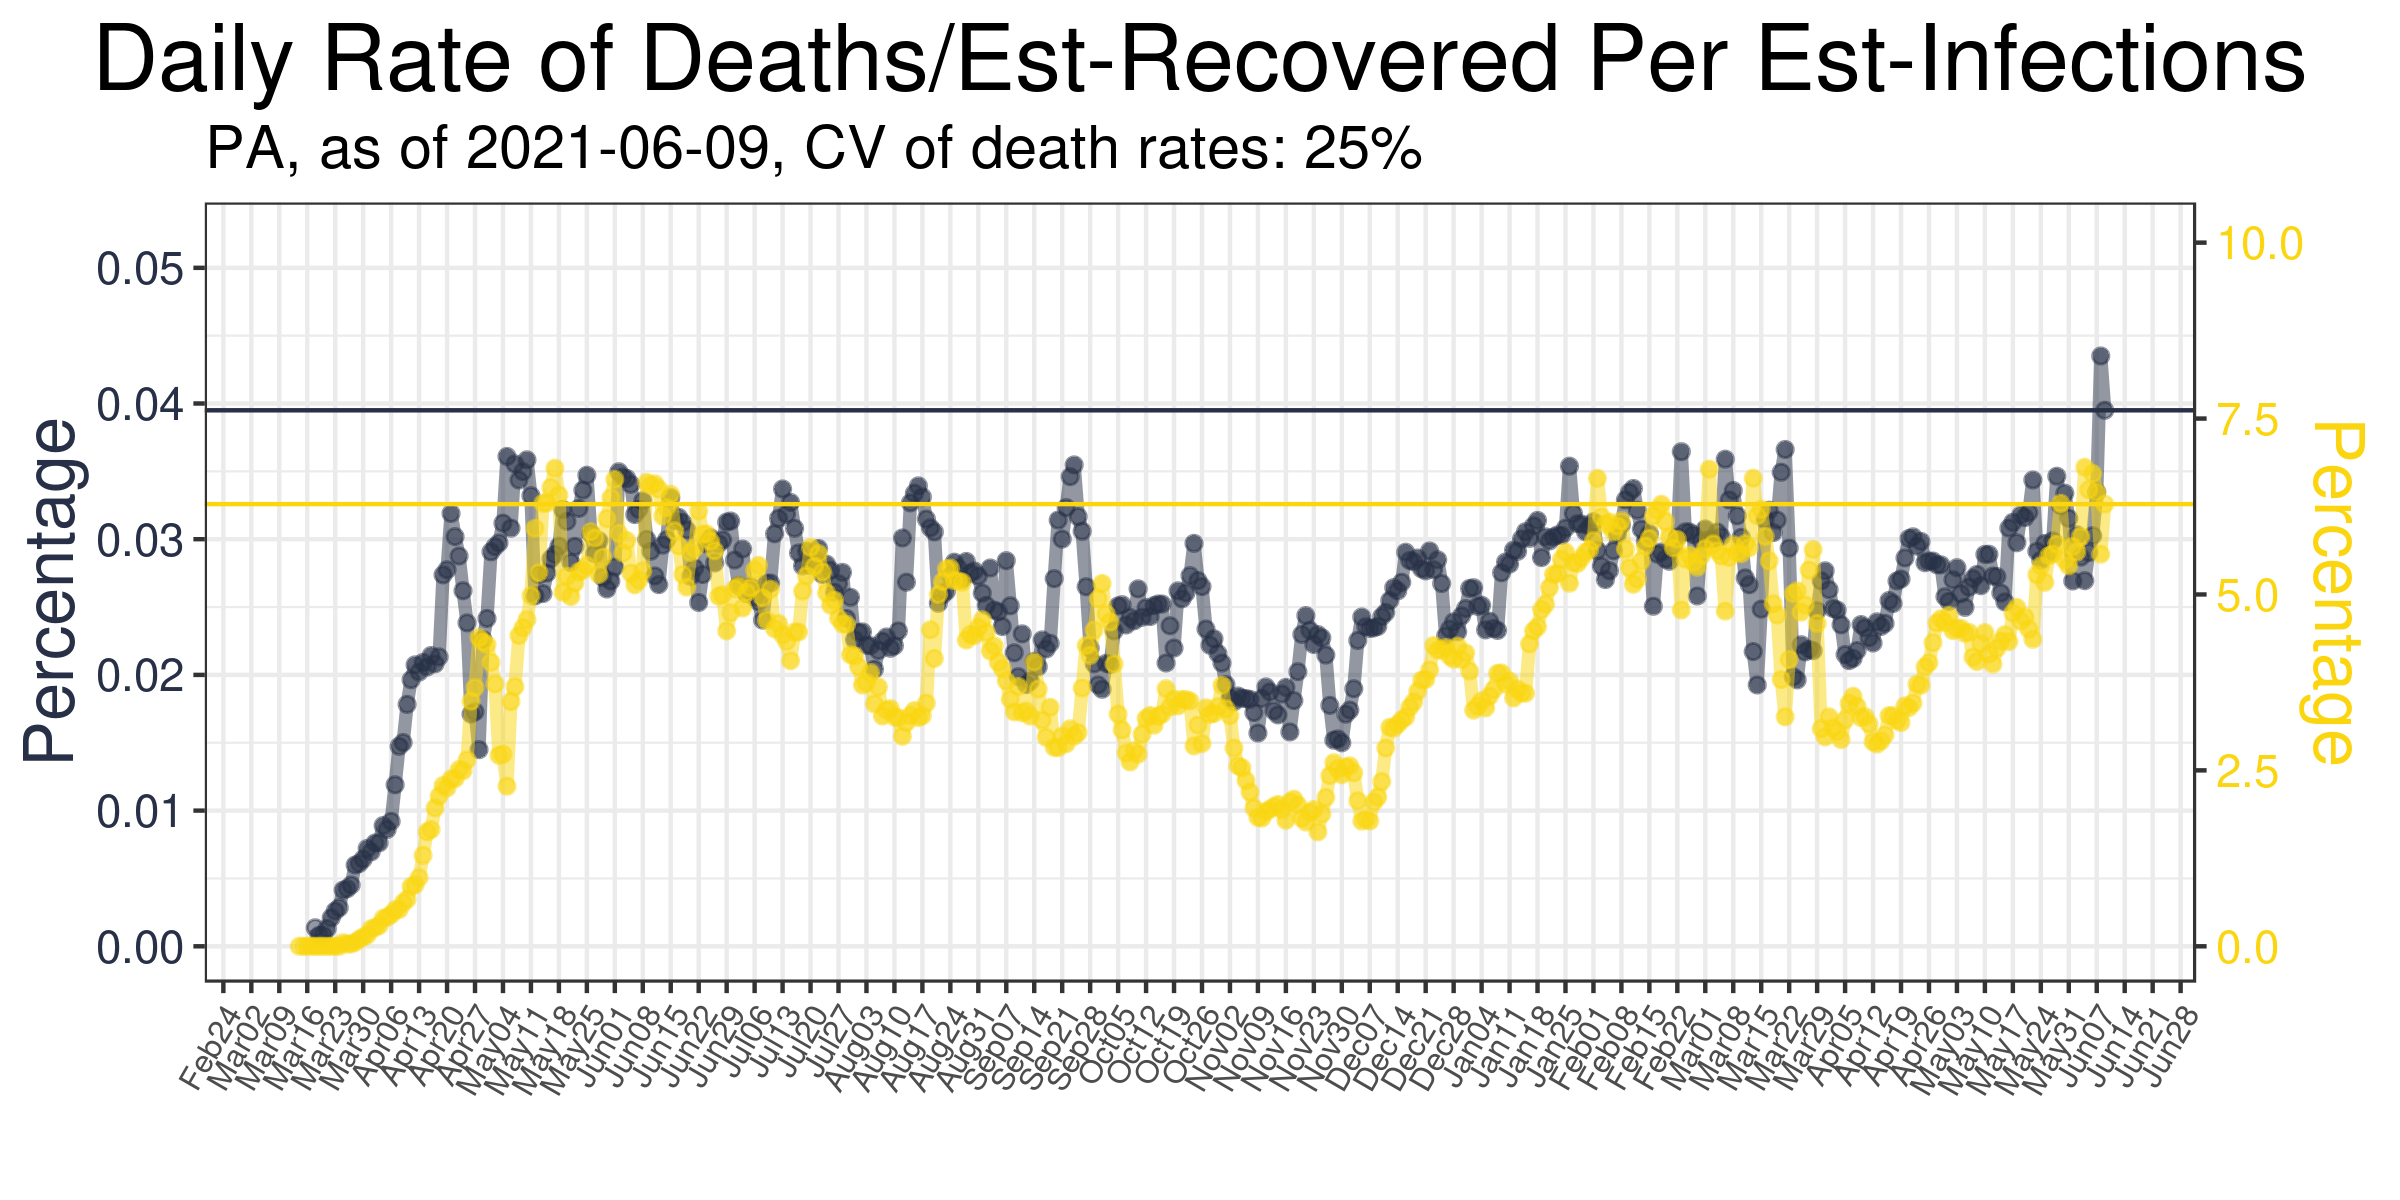 Daily Rate of Deaths/Est-Recovered Per Est-Infections
PA, as of 2021-06-09, CV of death rates: 25%
Percentage
0.05
0.04
0.03
0.02
0.01
0.00
10.0
7.5
5.0
2.5
0.0
Percentage
Feb24
Mar02
Mar09
Mar16
Mar23
Mar30
Apr06
Apr13
Apr20
Apr27
May04
May11
May18
May25
Jun01
Jun08
Jun15
Jun22
Jun29
Jul06
Jul13
Jul20
Jul27
Aug03
Aug10
Aug17
Aug24
Aug31
Sep07
Sep14
Sep21
Sep28
Oct05
Oct12
Oct19
Oct26
Nov02
Nov09
Nov16
Nov23
Nov30
Dec07
Dec14
Dec21
Dec28
Jan04
Jan11
Jan18
Jan25
Feb01
Feb08
Feb15
Feb22
Mar01
Mar08
Mar15
Mar22
Mar29
Apr05
Apr12
Apr19
Apr26
May03
May10
May17
May24
May31
Jun07
Jun14
Jun21
Jun28